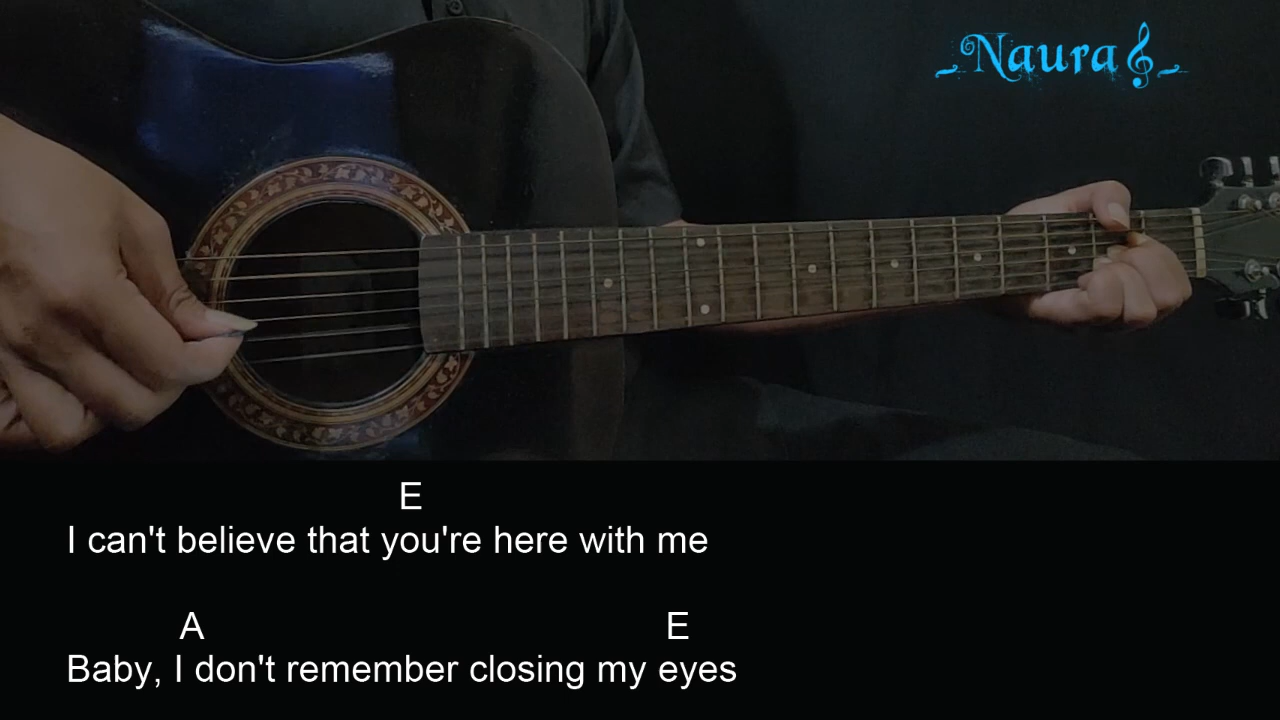 Naura
E
I can't believe that you're here with me
A E
Baby, I don't remember closing my eyes